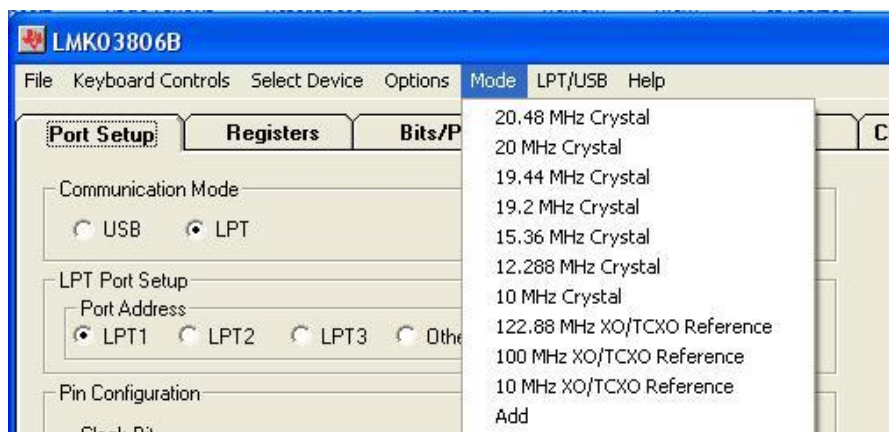 LMK03806B
File Keyboard Controls Select Device Options Mode LPT/USB Help
Port Setup Registers Bits/P C
20.48 MHz Crystal
20 MHz Crystal
19.44 MHz Crystal
19.2 MHz Crystal
15.36 MHz Crystal
12.288 MHz Crystal
10 MHz Crystal
122.88 MHz XO/TCXO Reference
100 MHz XO/TCXO Reference
10 MHz XO/TCXO Reference
Add
Communication Mode
USB LPT
LPT Port Setup
Port Address
LPT1 LPT2 LPT3 Othe
Pin Configuration